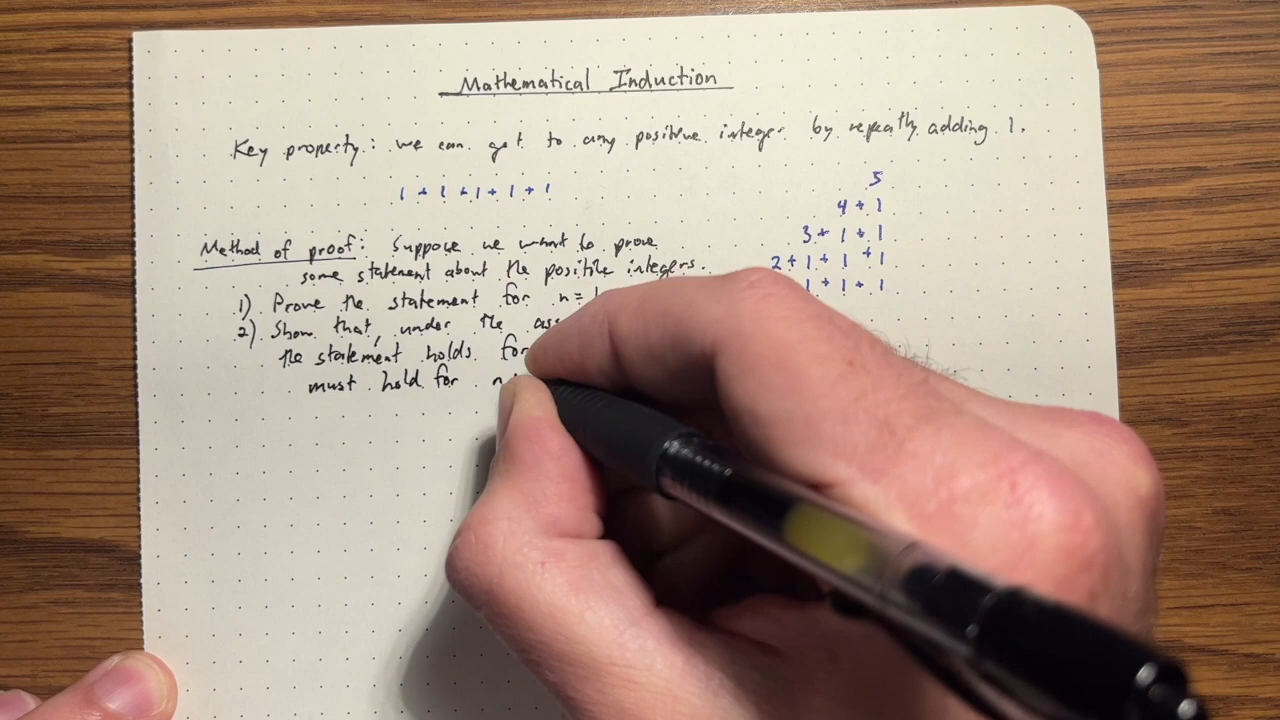 Mathematical Induction
Key property: we can get to any positive integer by repeatly adding 1.
1 + 1 + 1 + 1 + 1
5
4 + 1
3 + 1 + 1
2 + 1 + 1 + 1
1 + 1 + 1
Method of proof: Suppose we want to prove
some statement about the positive integers.
1) Prove the statement for n =
2) Show that, under the
the statement holds for
must hold for n